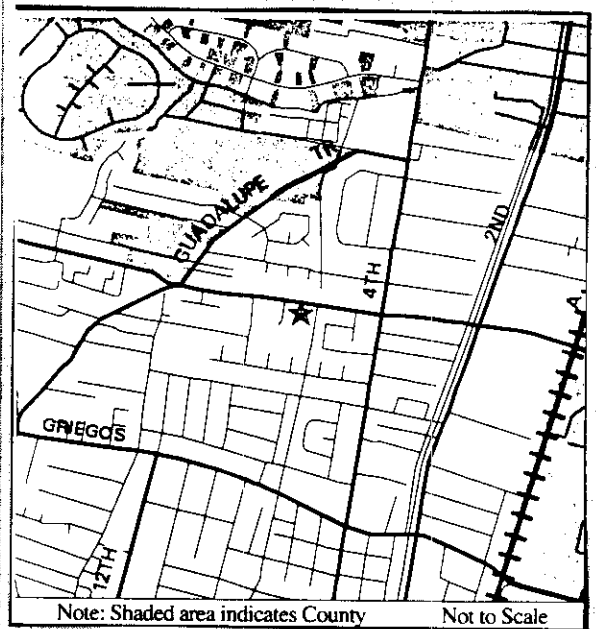 GUADALUPE TR
2ND
4TH
GRIEGOS
12TH
Note: Shaded area indicates County Not to Scale